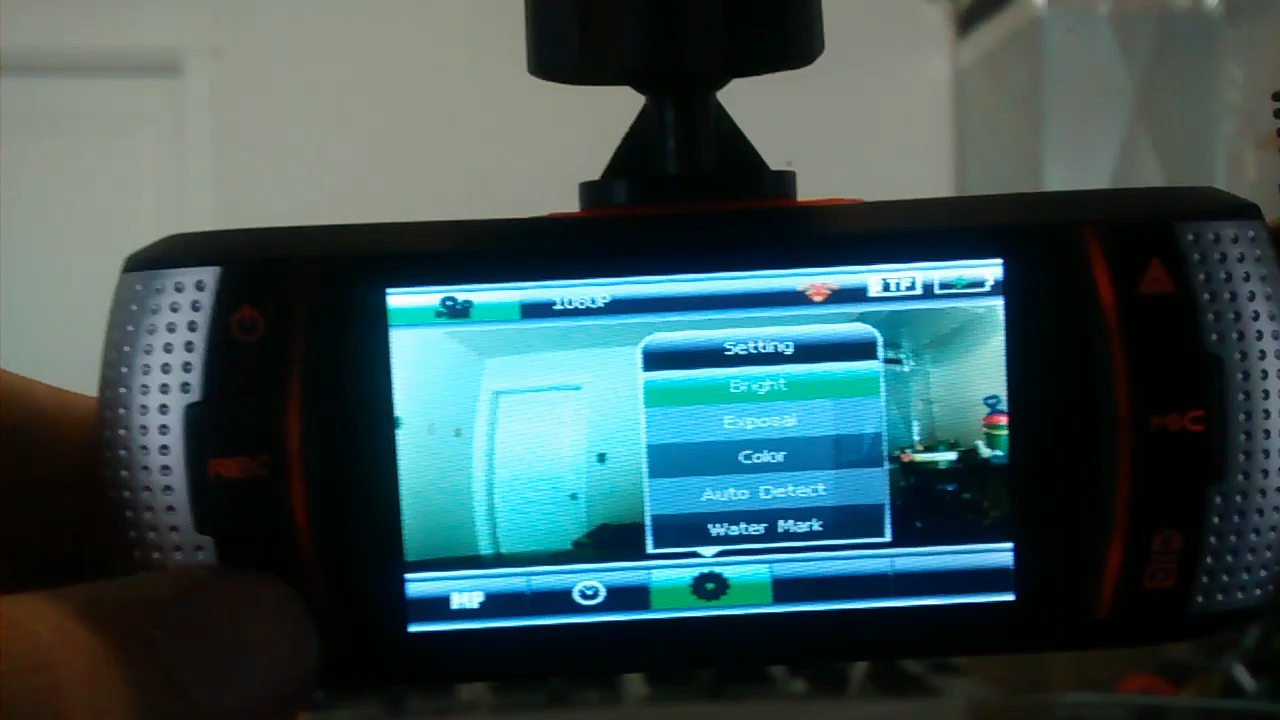 1080P
TF
Setting
Bright
Exposal
Color
Auto Detect
Water Mark
MP
REC
MIC